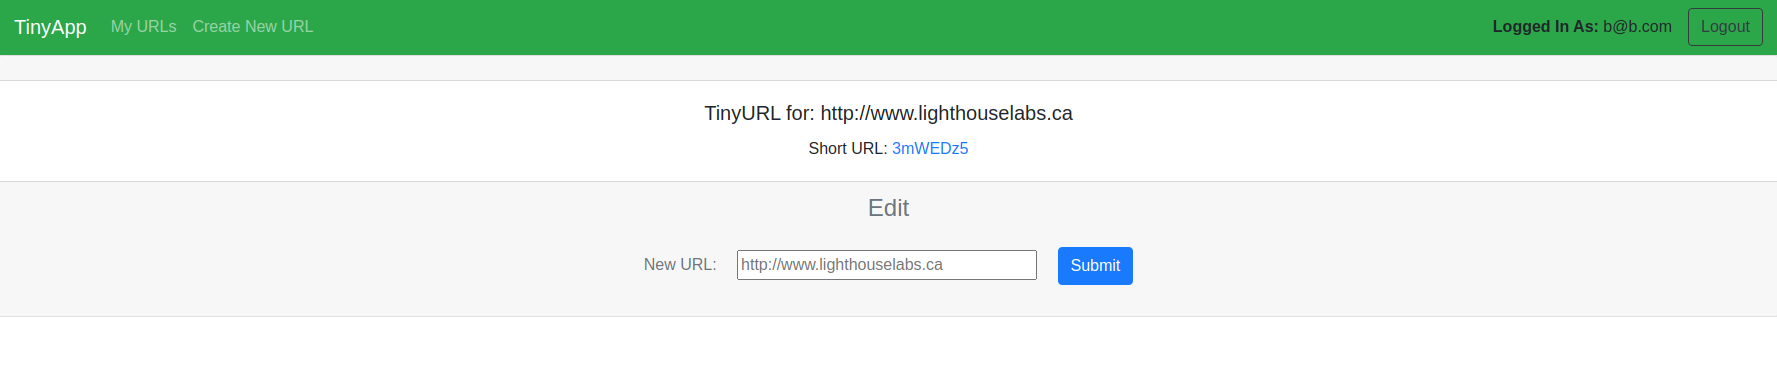 TinyApp My URLs Create New URL Logged In As: b@b.com Logout
TinyURL for: http://www.lighthouselabs.ca
Short URL: 3mWEDz5
Edit
New URL: http://www.lighthouselabs.ca Submit